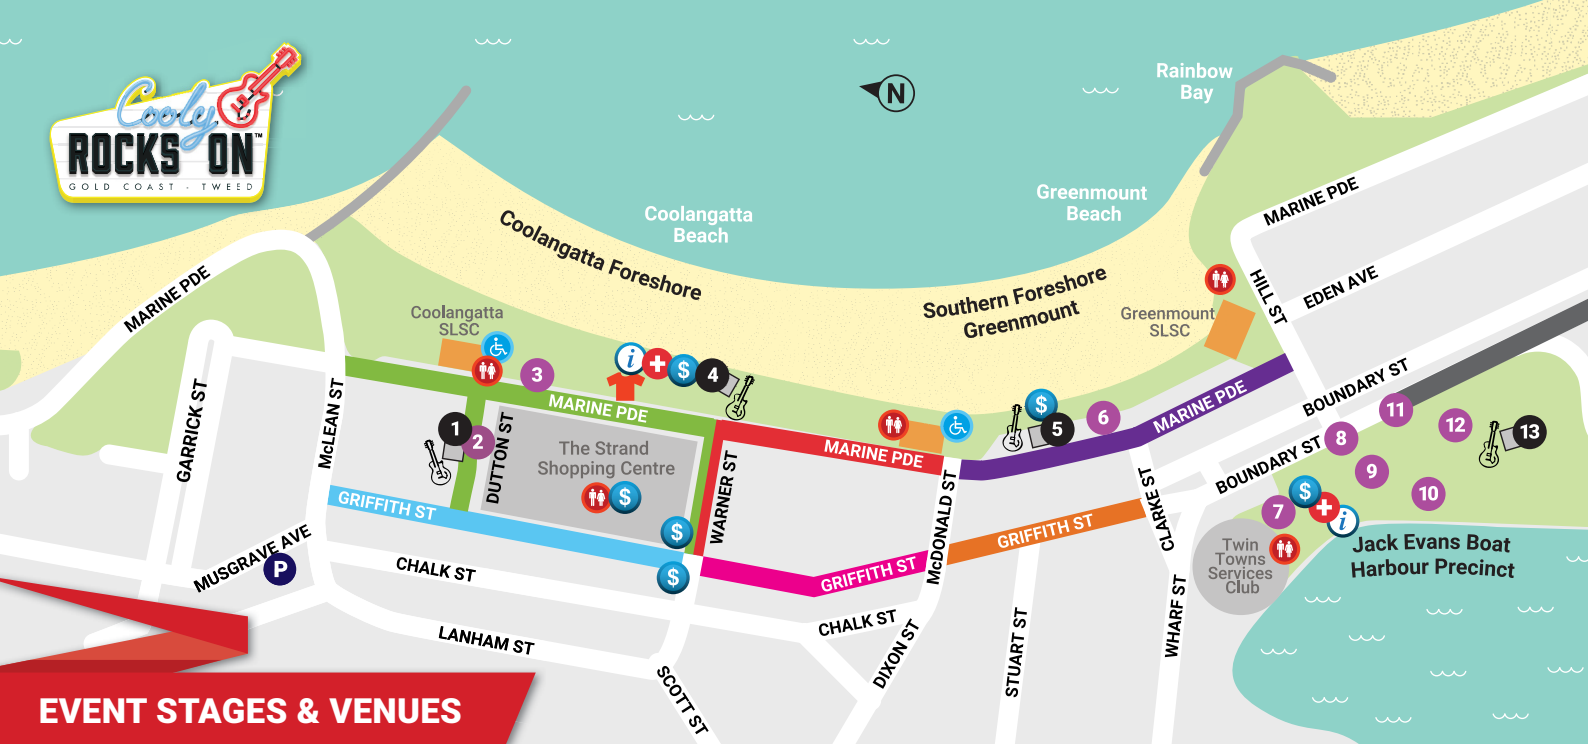 Cooly
ROCKS ON™
GOLD COAST - TWEED
N
Rainbow
Bay
Greenmount
Beach
Coolangatta
Beach
Coolangatta Foreshore
Southern Foreshore
Greenmount
MARINE PDE
MARINE PDE
HILL ST
EDEN AVE
Coolangatta
SLSC
Greenmount
SLSC
i
$
4
3
MARINE PDE
MARINE PDE
MARINE PDE
$
5
6
BOUNDARY ST
BOUNDARY ST
11
8
12
13
9
10
7
$
i
GARRICK ST
McLEAN ST
1
2
DUTTON ST
The Strand
Shopping Centre
$
$
$
WARNER ST
McDONALD ST
CLARKE ST
GRIFFITH ST
GRIFFITH ST
GRIFFITH ST
MUSGRAVE AVE
P
CHALK ST
CHALK ST
LANHAM ST
SCOTT ST
DIXON ST
STUART ST
WHARF ST
Twin
Towns
Services
Club
Jack Evans Boat
Harbour Precinct
EVENT STAGES & VENUES